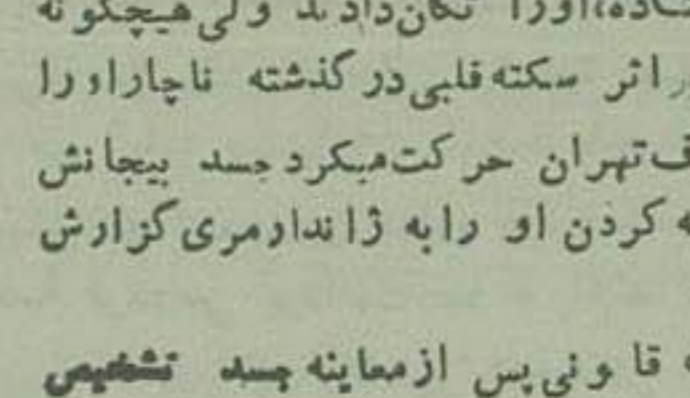 اورا تکان دادند ولی هیچگونه
اثر سکته قلبی در گذشته ناچار او را
تهران حرکت میکرد جسد بیجانش
کردن او را به ژاندارمری گزارش
قانونی پس از معاینه جسد تشخیص